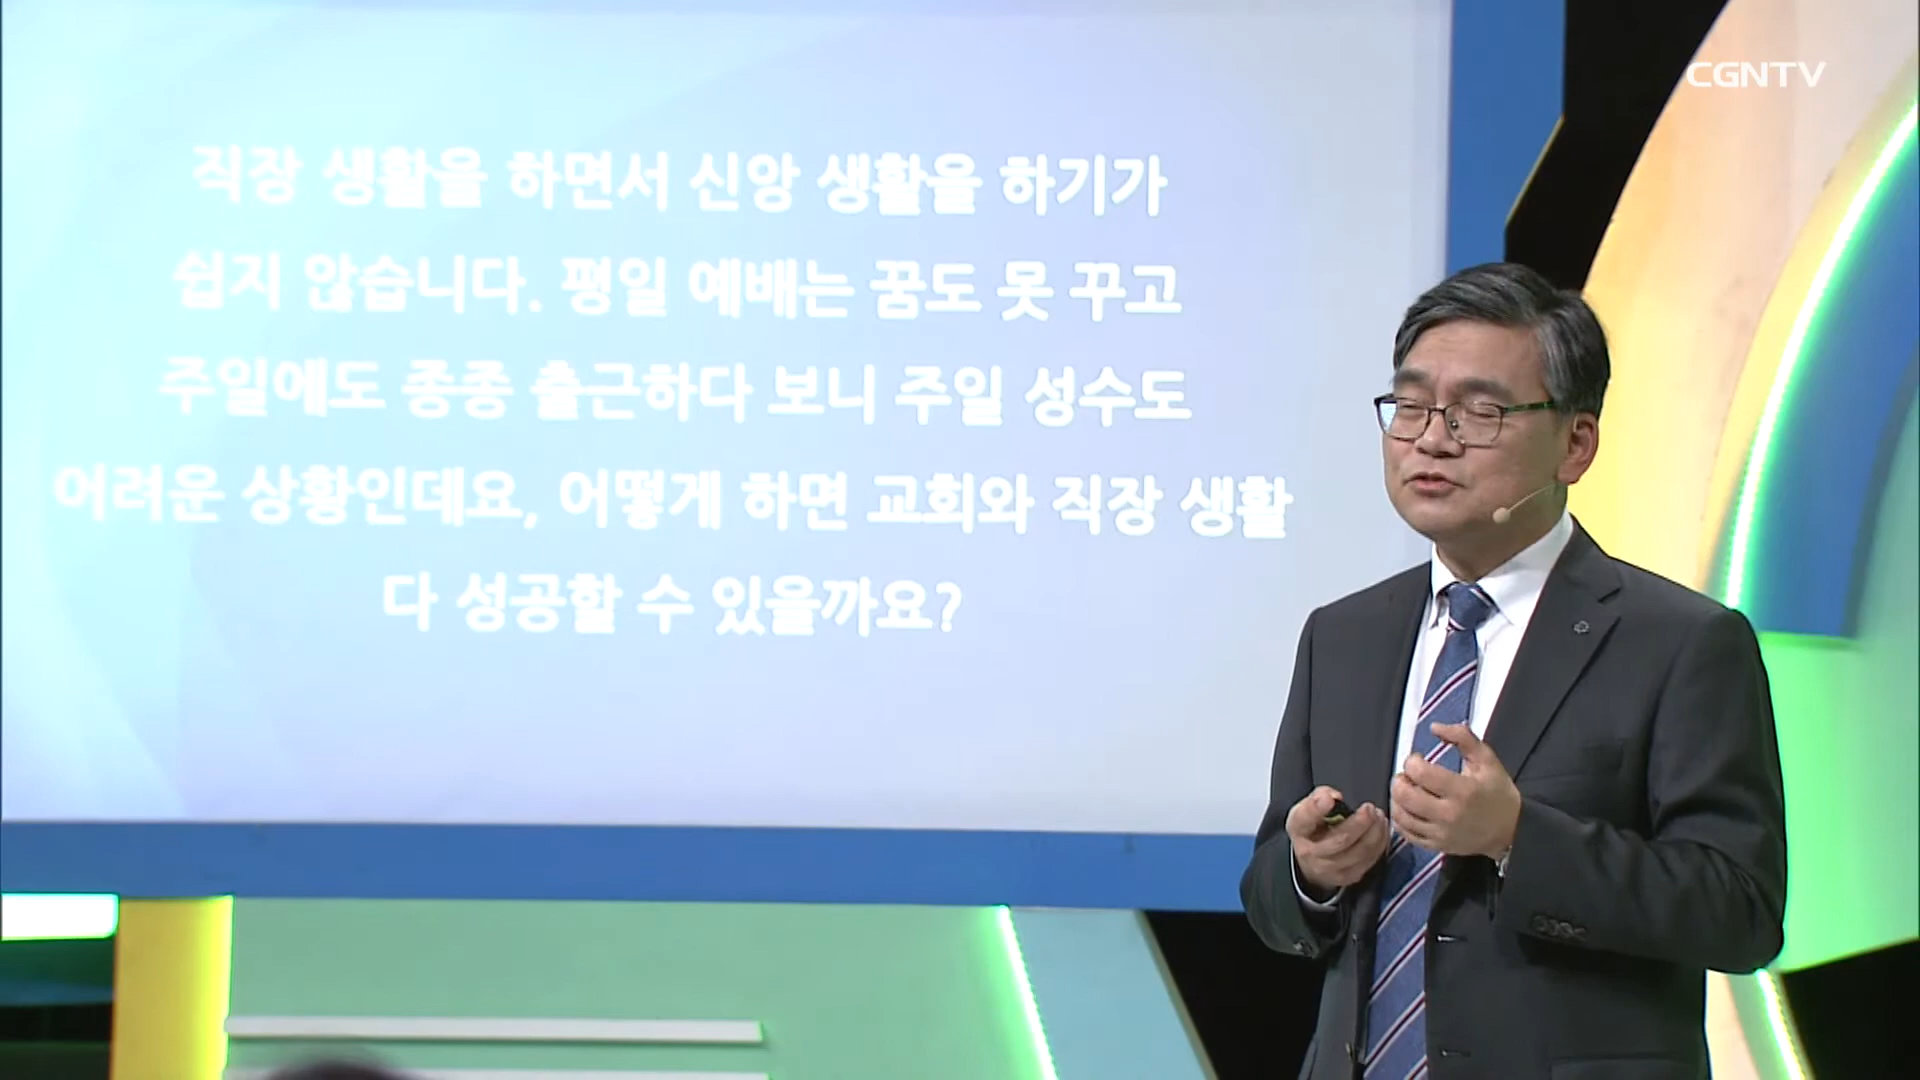 CGNTV
직장 생활을 하면서 신앙 생활을 하기가
쉽지 않습니다. 평일 예배는 꿈도 못 꾸고
주일에도 종종 출근하다 보니 주일 성수도
어려운 상황인데요, 어떻게 하면 교회와 직장 생활
다 성공할 수 있을까요?